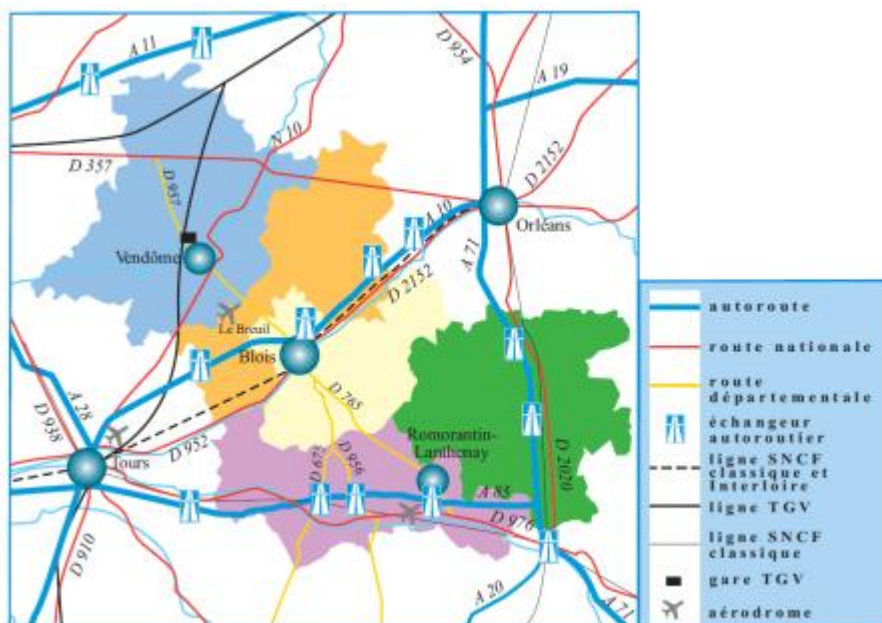 A 11
D 954
A 19
N 10
D 357
D 957
D 2152
A 10
Orléans
Vendôme
A 71
D 2152
Le Breuil
Blois
A 28
D 938
D 765
Romorantin-
Lanthenay
D 952
Tours
D 956
D 2020
A 85
D 976
D 910
A 20
A 71
autoroute
route nationale
route
départementale
échangeur
autoroutier
ligne SNCF
classique et
Interloire
ligne TGV
ligne SNCF
classique
gare TGV
aérodrome